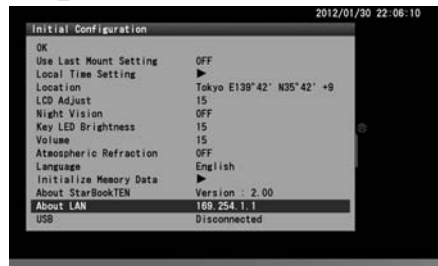 2012/01/30 22:06:10
Initial Configuration
OK
Use Last Mount Setting OFF
Local Time Setting ▶
Location Tokyo E139°42' N35°42' +9
LCD Adjust 15
Night Vision OFF
Key LED Brightness 15
Volume 15
Atmospheric Refraction OFF
Language English
Initialize Memory Data ▶
About StarBookTEN Version : 2.00
About LAN 169.254.1.1
USB Disconnected